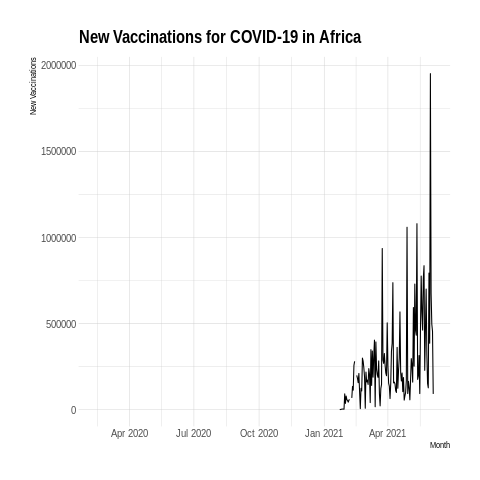 New Vaccinations for COVID-19 in Africa
New Vaccinations
2000000
1500000
1000000
500000
0
Apr 2020 Jul 2020 Oct 2020 Jan 2021 Apr 2021
Month